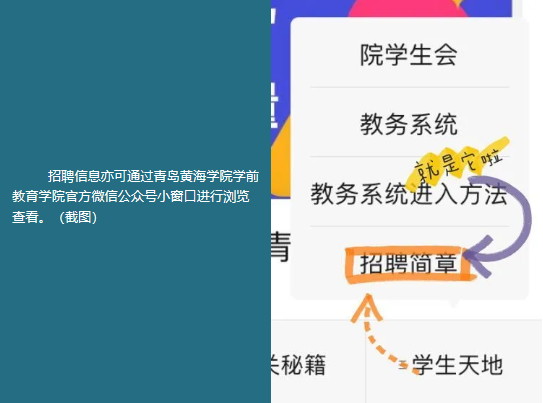 招聘信息亦可通过青岛黄海学院学前
教育学院官方微信公众号小窗口进行浏览
查看。（截图）
院学生会
教务系统
就是它啦
教务系统进入方法
青
招聘简章
关秘籍
学生天地